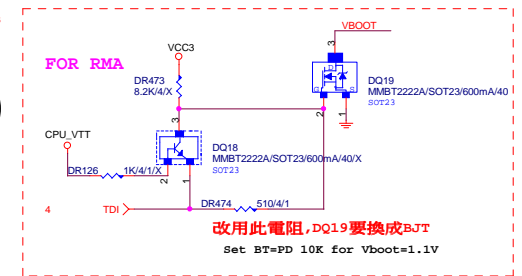 VBOOT
VCC3
3
FOR RMA
D
DR473
8.2K/4/X
G
S
DQ19
MMBT2222A/SOT23/600mA/40
SOT23
2
1
3
CPU_VTT
DQ18
MMBT2222A/SOT23/600mA/40/X
SOT23
DR126
1K/4/1/X
2
1
4
TDI
DR474
510/4/1
改用此電阻,DQ19要換成BJT
Set BT=PD 10K for Vboot=1.1V